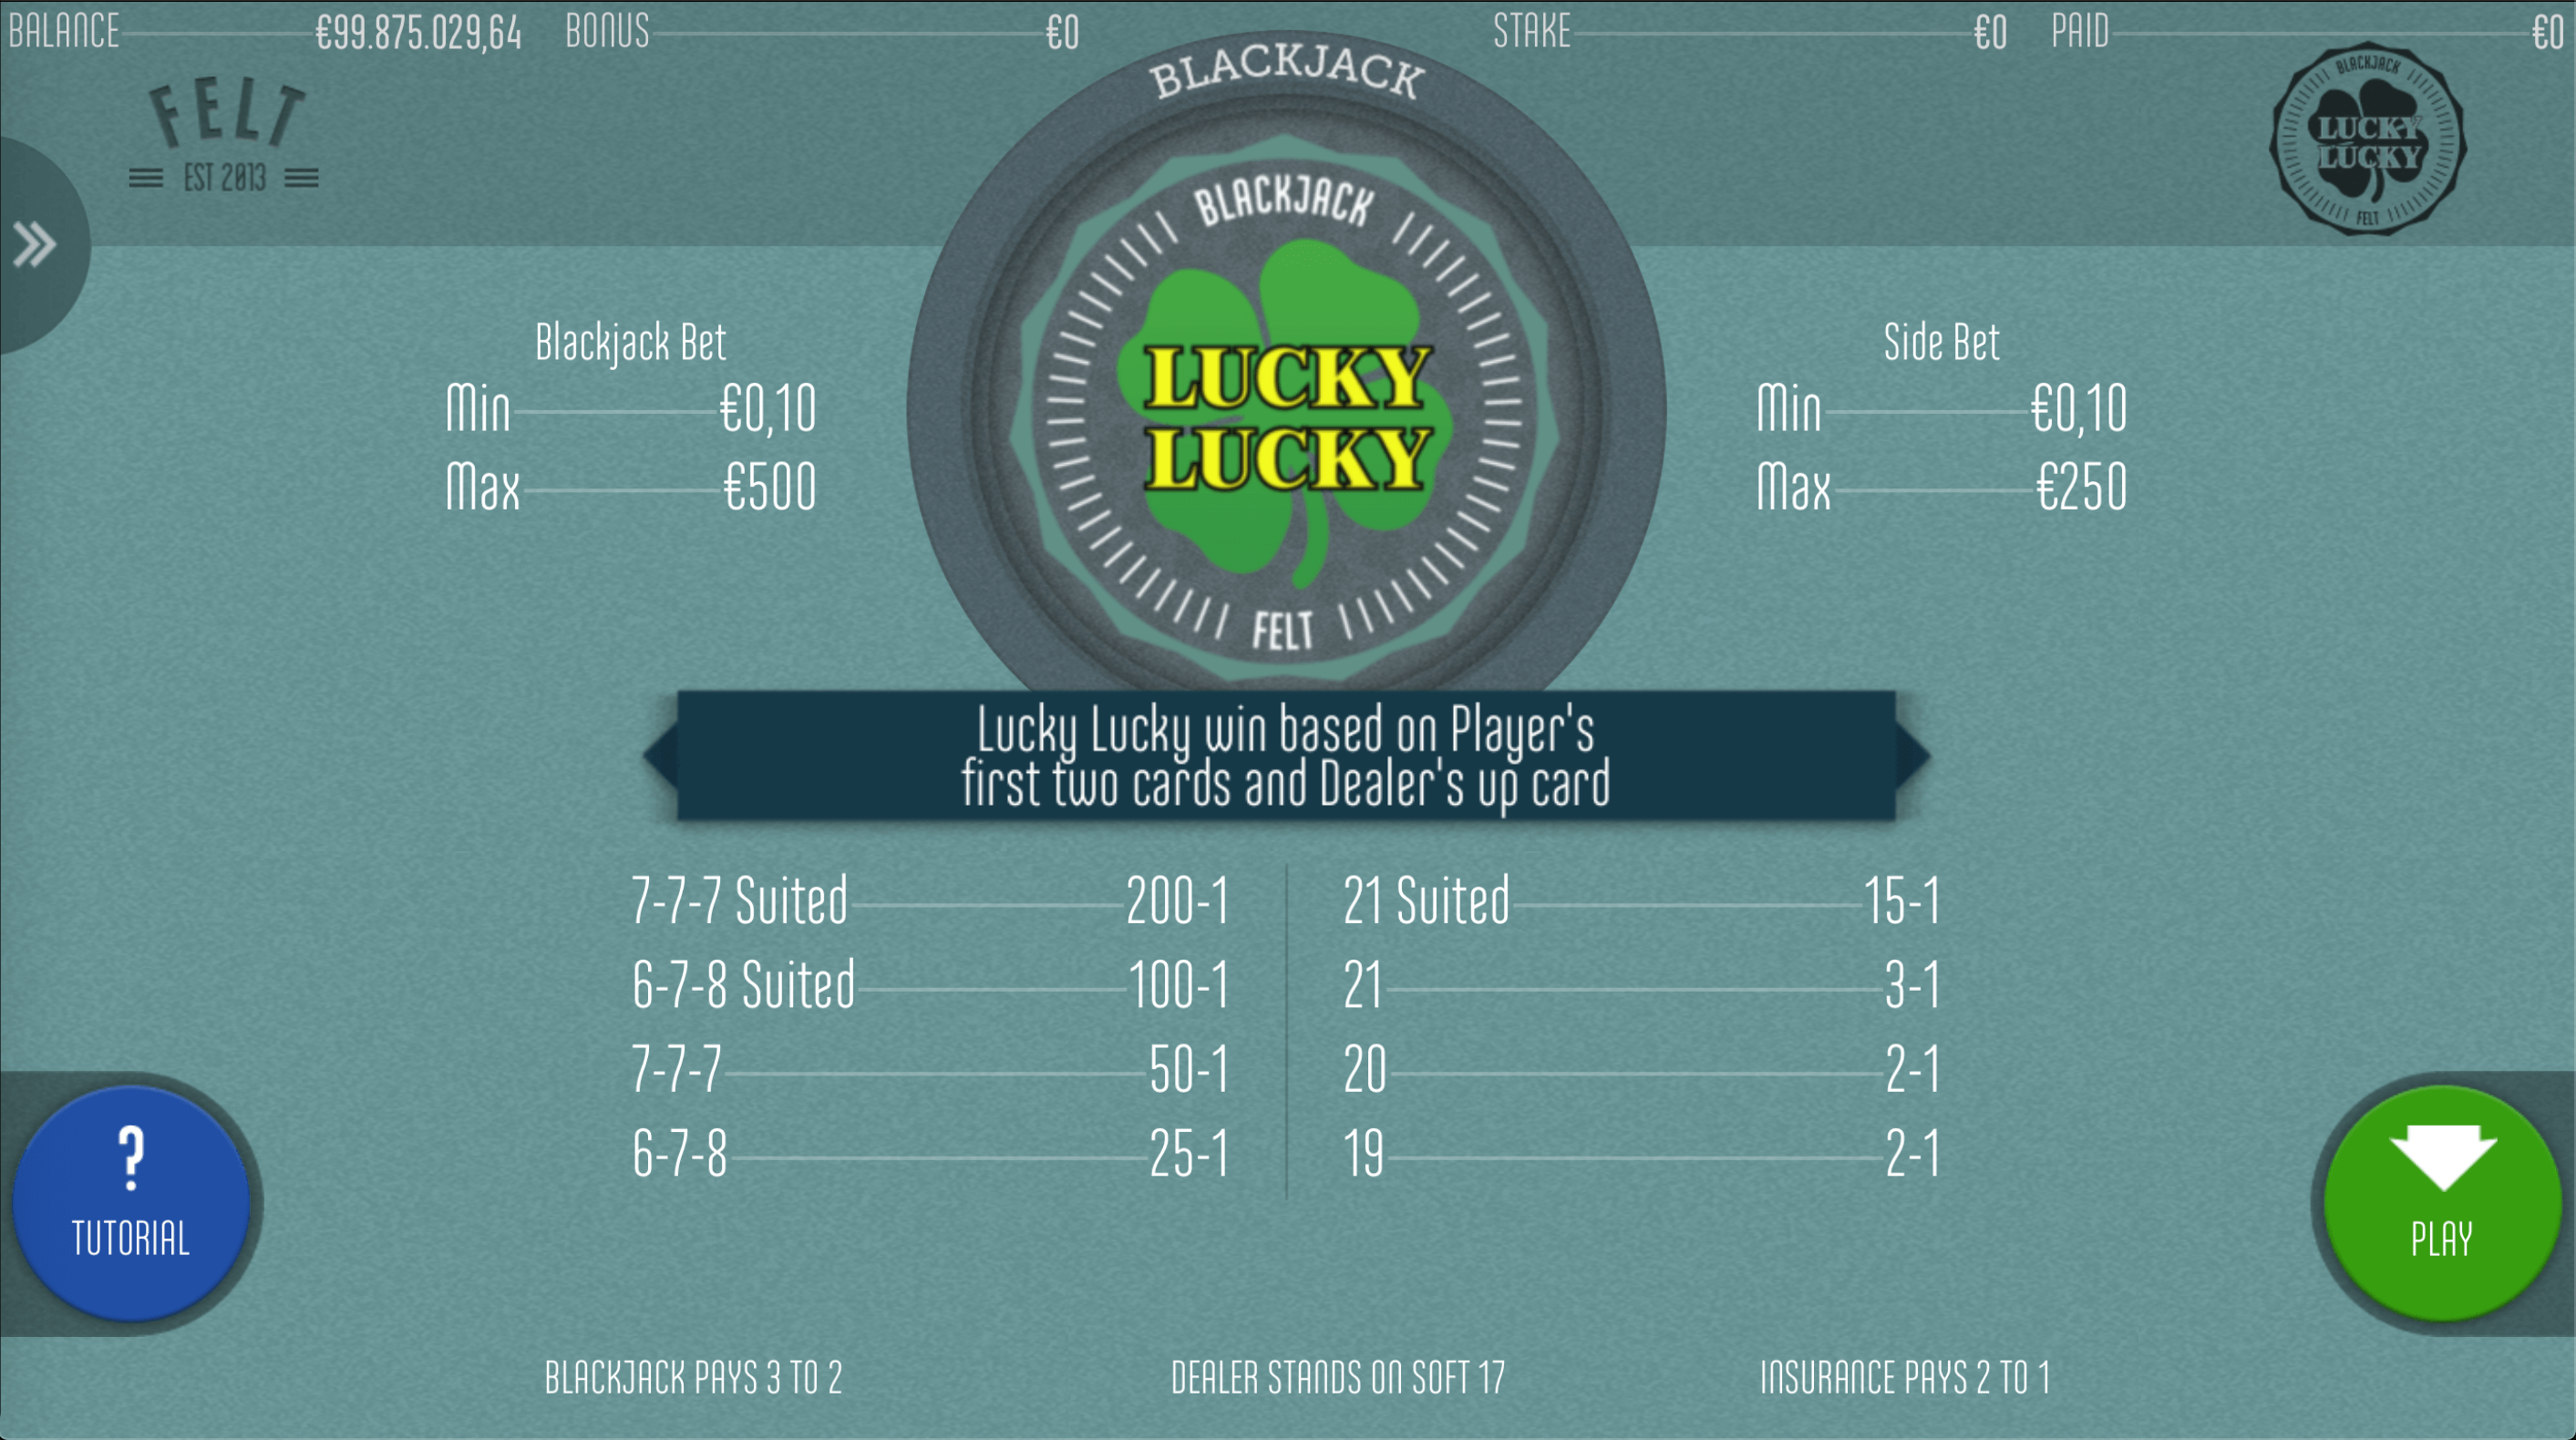 BALANCE €99.875.029,64 BONUS €0 STAKE €0 PAID €0
FELT
EST 2013
BLACKJACK
BLACKJACK
LUCKY
LUCKY
FELT
BLACKJACK
LUCKY
LUCKY
FELT
Blackjack Bet
Min €0,10
Max €500
Side Bet
Min €0,10
Max €250
Lucky Lucky win based on Player's
first two cards and Dealer's up card
7-7-7 Suited 200-1
6-7-8 Suited 100-1
7-7-7 50-1
6-7-8 25-1
21 Suited 15-1
21 3-1
20 2-1
19 2-1
?
TUTORIAL
PLAY
BLACKJACK PAYS 3 TO 2
DEALER STANDS ON SOFT 17
INSURANCE PAYS 2 TO 1